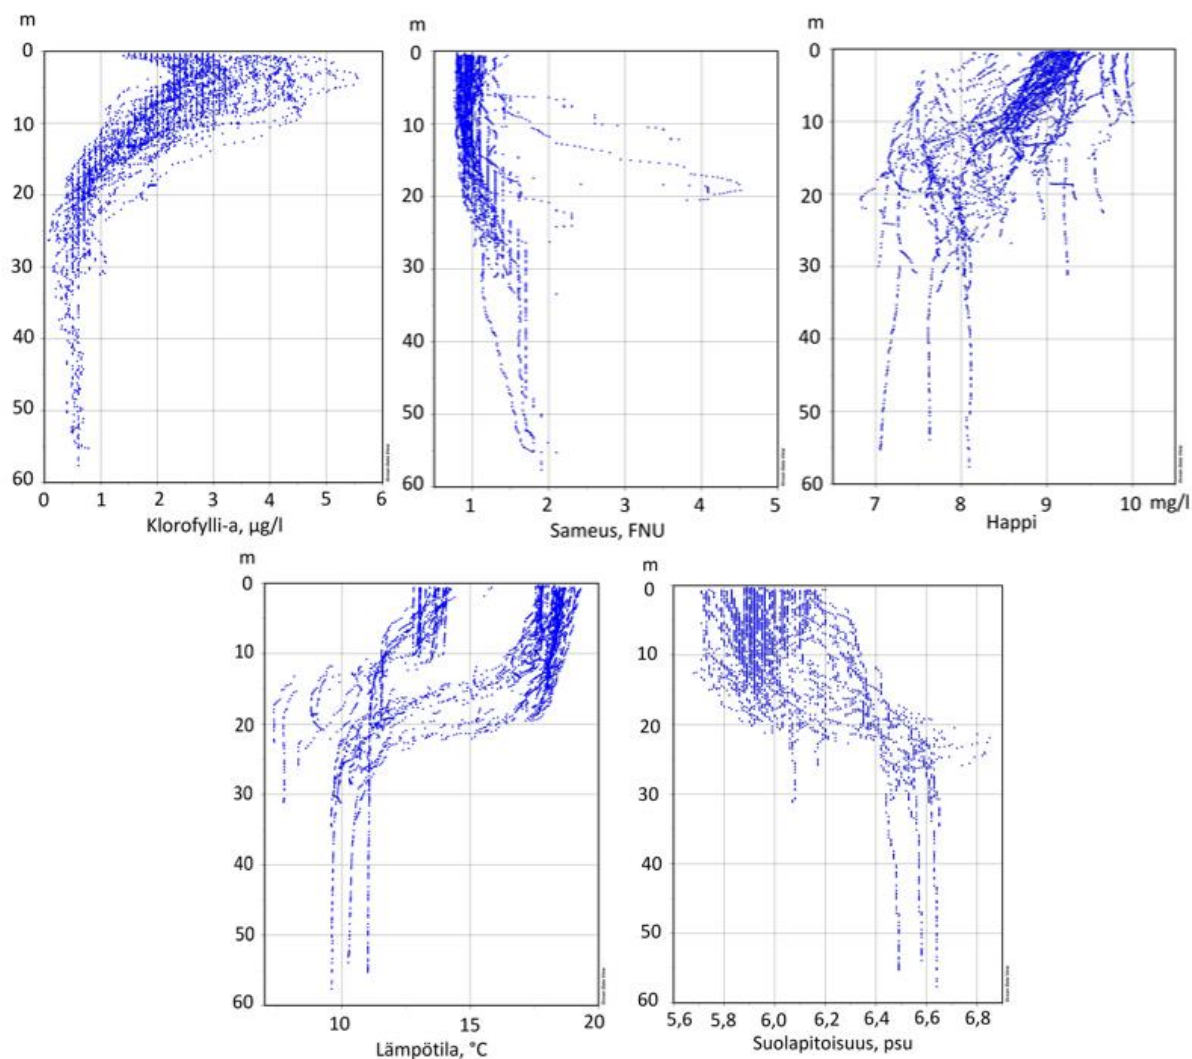 m
0
10
20
30
40
50
60
0 1 2 3 4 5 6
Klorofylli-a, µg/l
m
0
10
20
30
40
50
60
1 2 3 4 5
Sameus, FNU
m
0
10
20
30
40
50
60
7 8 9 10 mg/l
Happi
m
0
10
20
30
40
50
60
10 15 20
Lämpötila, °C
m
0
10
20
30
40
50
60
5,6 5,8 6,0 6,2 6,4 6,6 6,8
Suolapitoisuus, psu